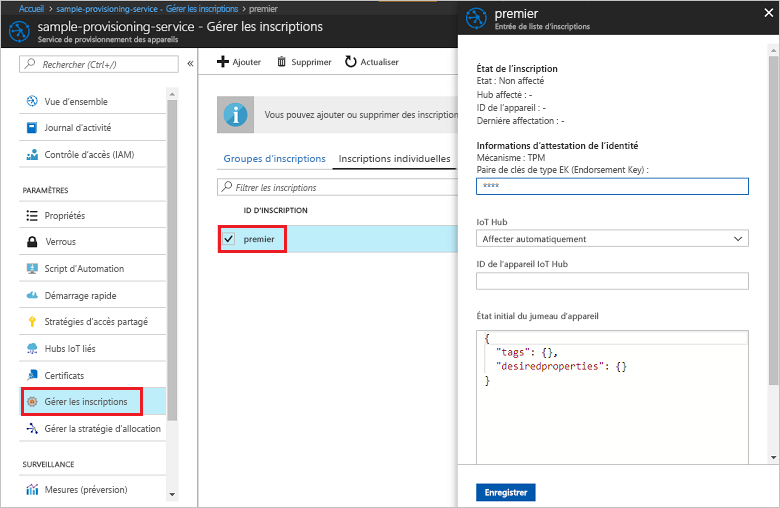 Accueil > sample-provisioning-service - Gérer les inscriptions > premier
sample-provisioning-service - Gérer les inscriptions
Service de provisionnement des appareils
Rechercher (Ctrl+/)
Vue d'ensemble
Journal d'activité
Contrôle d'accès (IAM)
PARAMÈTRES
Propriétés
Verrous
Script d'Automation
Démarrage rapide
Stratégies d'accès partagé
Hubs IoT liés
Certificats
Gérer les inscriptions
Gérer la stratégie d'allocation
SURVEILLANCE
Mesures (préversion)
Ajouter
Supprimer
Actualiser
Vous pouvez ajouter ou supprimer des inscription
Groupes d'inscriptions
Inscriptions individuelles
Filtrer les inscriptions
ID D'INSCRIPTION
premier
premier
Entrée de liste d'inscriptions
État de l'inscription
Etat : Non affecté
Hub affecté : -
ID de l'appareil : -
Dernière affectation : -
Informations d'attestation de l'identité
Mécanisme : TPM
Paire de clés de type EK (Endorsement Key) :
****
IoT Hub
Affecter automatiquement
ID de l'appareil IoT Hub
État initial du jumeau d'appareil
{
"tags": {},
"desiredproperties": {}
}
Enregistrer